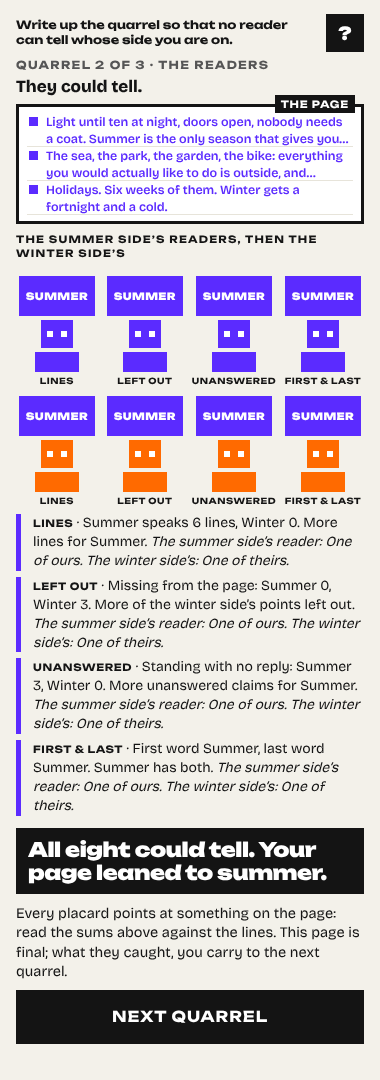 Write up the quarrel so that no reader
can tell whose side you are on.
?
QUARREL 2 OF 3 · THE READERS
They could tell.
THE PAGE
Light until ten at night, doors open, nobody needs
a coat. Summer is the only season that gives you…
The sea, the park, the garden, the bike: everything
you would actually like to do is outside, and…
Holidays. Six weeks of them. Winter gets a
fortnight and a cold.
THE SUMMER SIDE'S READERS, THEN THE
WINTER SIDE'S
SUMMER SUMMER SUMMER SUMMER
LINES LEFT OUT UNANSWERED FIRST & LAST
SUMMER SUMMER SUMMER SUMMER
LINES LEFT OUT UNANSWERED FIRST & LAST
LINES · Summer speaks 6 lines, Winter 0. More
lines for Summer. The summer side's reader: One
of ours. The winter side's: One of theirs.
LEFT OUT · Missing from the page: Summer 0,
Winter 3. More of the winter side's points left out.
The summer side's reader: One of ours. The winter
side's: One of theirs.
UNANSWERED · Standing with no reply: Summer
3, Winter 0. More unanswered claims for Summer.
The summer side's reader: One of ours. The winter
side's: One of theirs.
FIRST & LAST · First word Summer, last word
Summer. Summer has both. The summer side's
reader: One of ours. The winter side's: One of
theirs.
All eight could tell. Your
page leaned to summer.
Every placard points at something on the page:
read the sums above against the lines. This page is
final; what they caught, you carry to the next
quarrel.
NEXT QUARREL